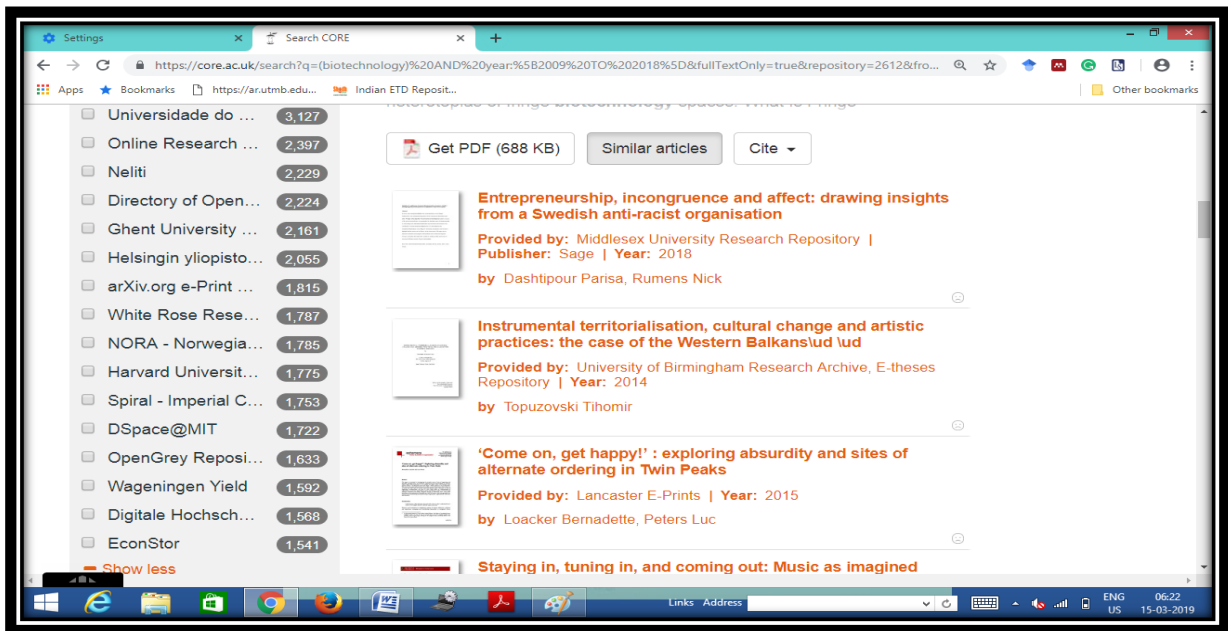 Settings
Search CORE
https://core.ac.uk/search?q=(biotechnology)%20AND%20year:%5B2009%20TO%202018%5D&fullTextOnly=true&repository=2612&fro...
Apps Bookmarks https://ar.utmb.edu... Indian ETD Reposit... Other bookmarks
Universidade do ... 3,127
Online Research ... 2,397
Neliti 2,229
Directory of Open... 2,224
Ghent University ... 2,161
Helsingin yliopisto... 2,055
arXiv.org e-Print ... 1,815
White Rose Rese... 1,787
NORA - Norwegia... 1,785
Harvard Universit... 1,775
Spiral - Imperial C... 1,753
DSpace@MIT 1,722
OpenGrey Reposi... 1,633
Wageningen Yield 1,592
Digitale Hochsch... 1,568
EconStor 1,541
Show less
heterotopias of fringe biotechnology spaces. What is Fringe
Get PDF (688 KB) Similar articles Cite
Entrepreneurship, incongruence and affect: drawing insights
from a Swedish anti-racist organisation
Provided by: Middlesex University Research Repository |
Publisher: Sage | Year: 2018
by Dashtipour Parisa, Rumens Nick
Instrumental territorialisation, cultural change and artistic
practices: the case of the Western Balkans\ud \ud
Provided by: University of Birmingham Research Archive, E-theses
Repository | Year: 2014
by Topuzovski Tihomir
‘Come on, get happy!’ : exploring absurdity and sites of
alternate ordering in Twin Peaks
Provided by: Lancaster E-Prints | Year: 2015
by Loacker Bernadette, Peters Luc
Staying in, tuning in, and coming out: Music as imagined
Links Address
ENG
US
06:22
15-03-2019